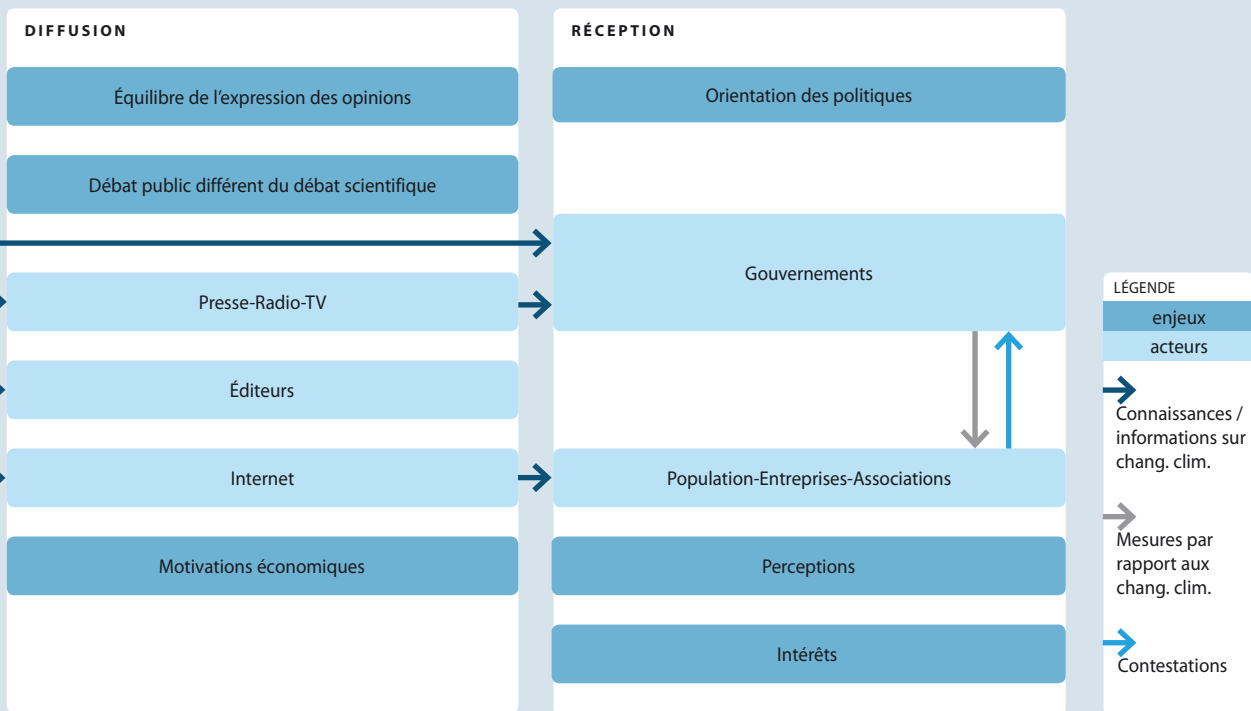 DIFFUSION
Équilibre de l'expression des opinions
Débat public différent du débat scientifique
Presse-Radio-TV
Éditeurs
Internet
Motivations économiques
RÉCEPTION
Orientation des politiques
Gouvernements
Population-Entreprises-Associations
Perceptions
Intérêts
LÉGENDE
enjeux
acteurs
Connaissances /
informations sur
chang. clim.
Mesures par
rapport aux
chang. clim.
Contestations